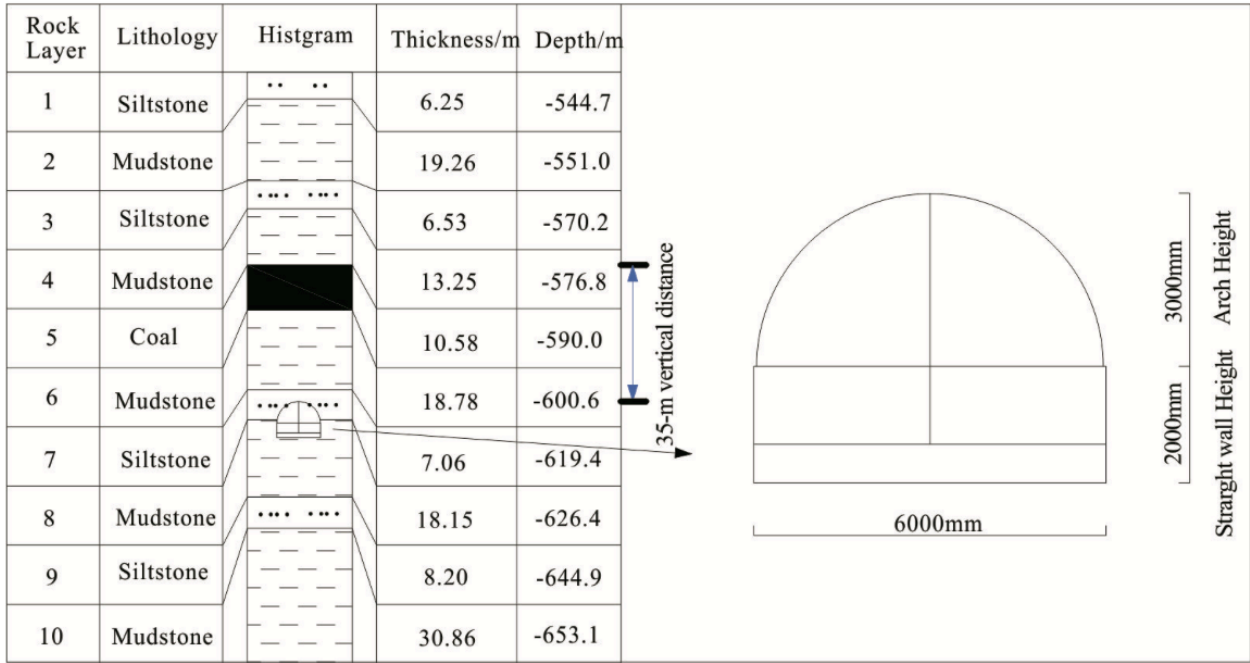 Rock Layer Lithology Histgram Thickness/m Depth/m
1 Siltstone 6.25 -544.7
2 Mudstone 19.26 -551.0
3 Siltstone 6.53 -570.2
4 Mudstone 13.25 -576.8
5 Coal 10.58 -590.0
6 Mudstone 18.78 -600.6
7 Siltstone 7.06 -619.4
8 Mudstone 18.15 -626.4
9 Siltstone 8.20 -644.9
10 Mudstone 30.86 -653.1
35-m vertical distance
3000mm
Arch Height
2000mm
Strarght wall Height
6000mm